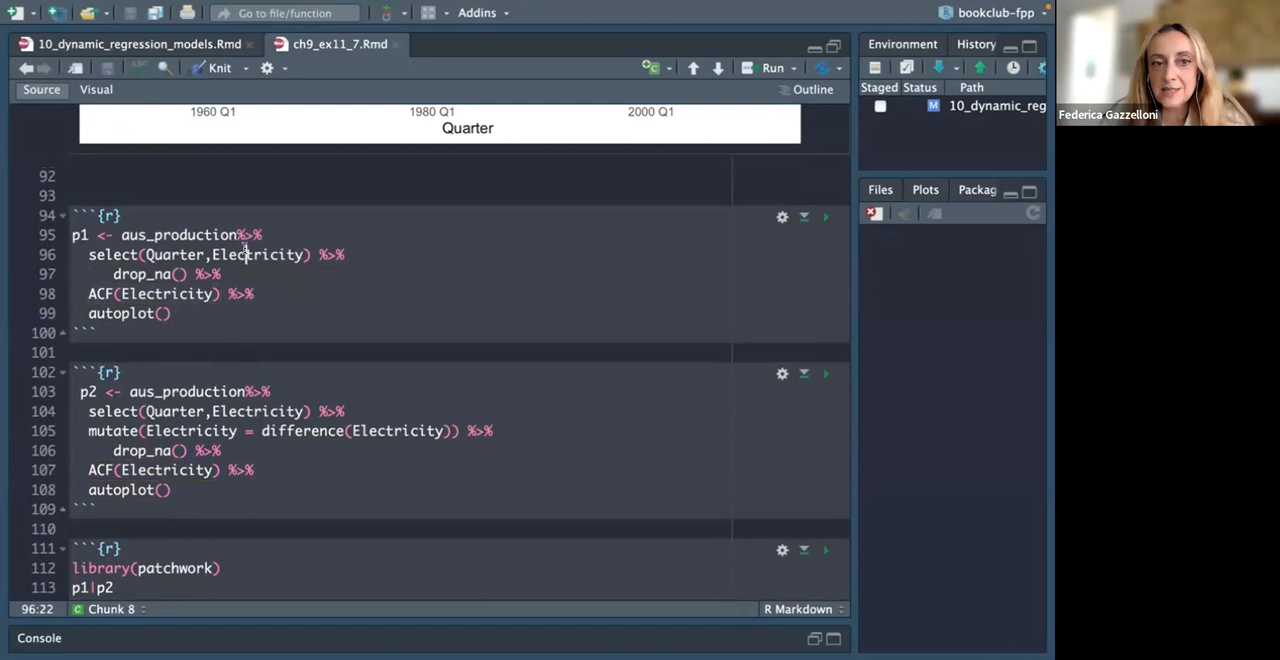 Go to file/function
Addins
bookclub-fpp
10_dynamic_regression_models.Rmd
ch9_ex11_7.Rmd
Environment
History
Knit
Run
Source
Visual
Outline
Staged Status Path
10_dynamic_reg
Federica Gazzelloni
1960 Q1 1980 Q1 2000 Q1
Quarter
Files
Plots
Packag
92
93
94 ```{r}
95 p1 <- aus_production%>%
96 select(Quarter,Electricity) %>%
97 drop_na() %>%
98 ACF(Electricity) %>%
99 autoplot()
100 ```
101
102 ```{r}
103 p2 <- aus_production%>%
104 select(Quarter,Electricity) %>%
105 mutate(Electricity = difference(Electricity)) %>%
106 drop_na() %>%
107 ACF(Electricity) %>%
108 autoplot()
109 ```
110
111 ```{r}
112 library(patchwork)
113 p1|p2
96:22 C Chunk 8
R Markdown
Console